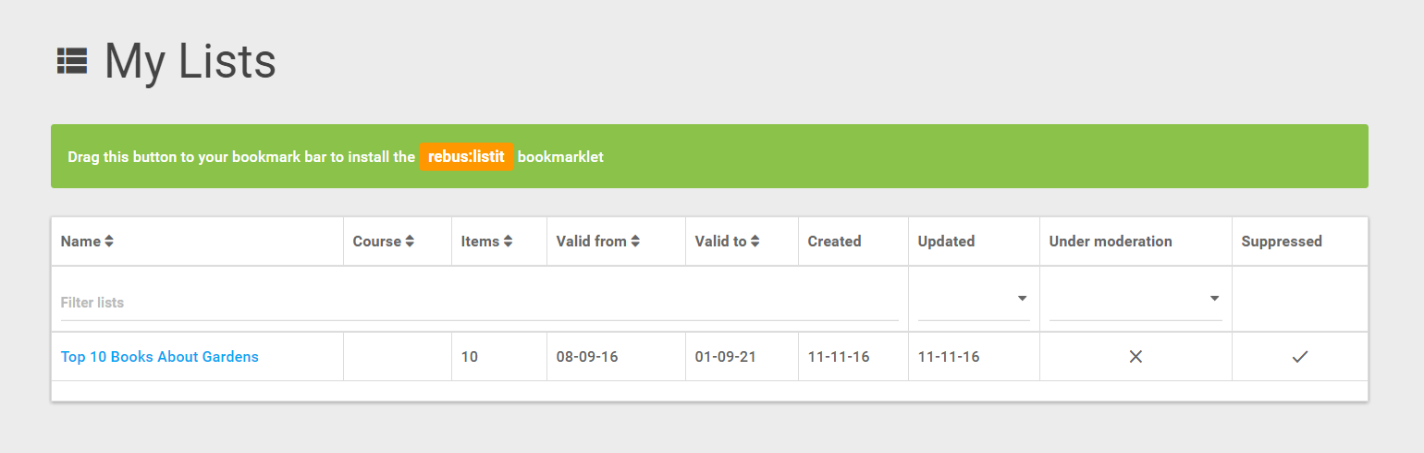 My Lists
Drag this button to your bookmark bar to install the rebus:listit bookmarklet
Name Course Items Valid from Valid to Created Updated Under moderation Suppressed
Filter lists
Top 10 Books About Gardens 10 08-09-16 01-09-21 11-11-16 11-11-16